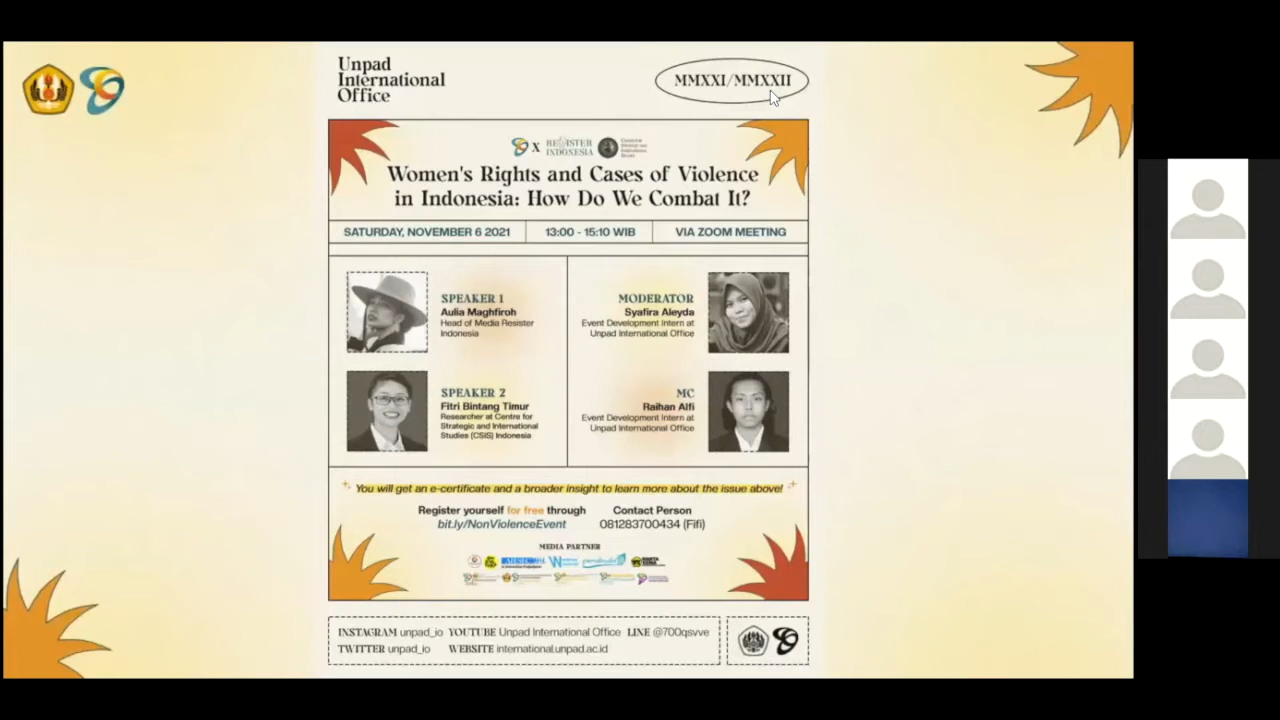 Unpad
International
Office
MMXXI/MMXXII
X RESISTER
INDONESIA
Women's Rights and Cases of Violence
in Indonesia: How Do We Combat It?
SATURDAY, NOVEMBER 6 2021
13:00 - 15:10 WIB
VIA ZOOM MEETING
SPEAKER 1
Aulia Maghfiroh
Head of Media Resister
Indonesia
MODERATOR
Syafira Aleyda
Event Development Intern at
Unpad International Office
SPEAKER 2
Fitri Bintang Timur
Researcher at Centre for
Strategic and International
Studies (CSIS) Indonesia
MC
Raihan Alfi
Event Development Intern at
Unpad International Office
You will get an e-certificate and a broader insight to learn more about the issue above!
Register yourself for free through
bit.ly/NonViolenceEvent
Contact Person
081283700434 (Fifi)
MEDIA PARTNER
INSTAGRAM unpad_io YOUTUBE Unpad International Office LINE @700qsvve
TWITTER unpad_io WEBSITE international.unpad.ac.id